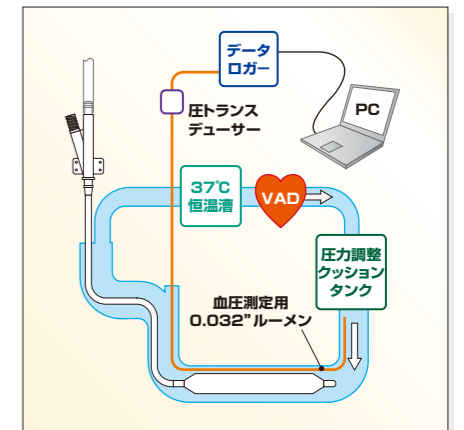 データ
ロガー
PC
圧トランス
デューサー
37℃
恒温漕
VAD
圧力調整
クッション
タンク
血圧測定用
0.032”ルーメン